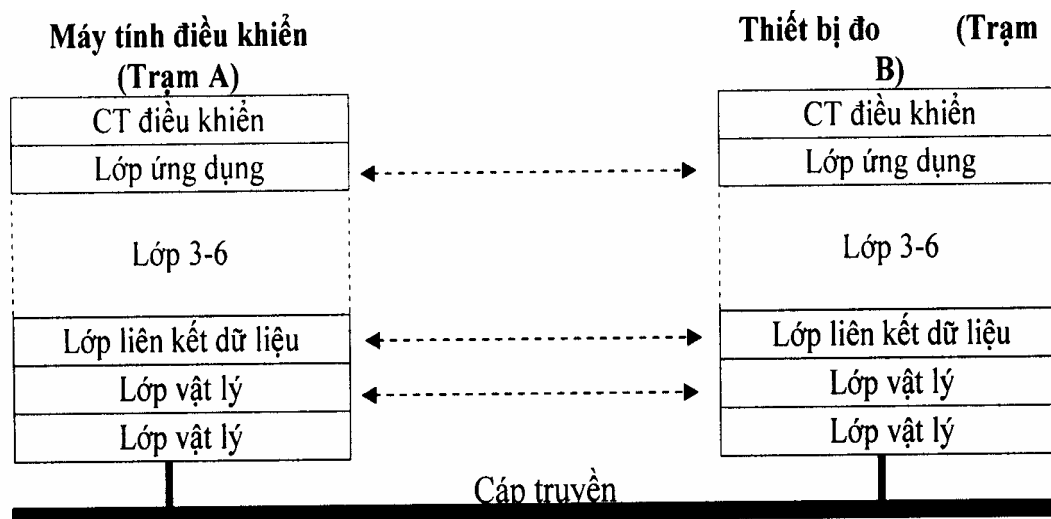 Máy tính điều khiển
(Trạm A)
CT điều khiển
Lớp ứng dụng
Lớp 3-6
Lớp liên kết dữ liệu
Lớp vật lý
Lớp vật lý
Thiết bị đo (Trạm
B)
CT điều khiển
Lớp ứng dụng
Lớp 3-6
Lớp liên kết dữ liệu
Lớp vật lý
Lớp vật lý
Cáp truyền